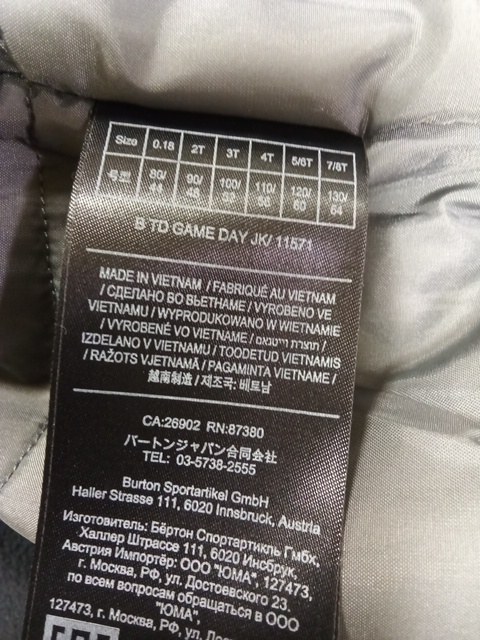 Size 0.18 2T 3T 4T 5/6T 7/8T
号型 80/44 90/48 100/52 110/56 120/60 130/64
B TD GAME DAY JK/ 11571
MADE IN VIETNAM / FABRIQUÉ AU VIETNAM
/ СДЕЛАНО ВО ВЬЕТНАМЕ / VYROBENO VE
VIETNAMU / WYPRODUKOWANO W WIETNAMIE
/ VYROBENÉ VO VIETNAME / תוצרת וייטנאם /
IZDELANO V VIETNAMU / TOODETUD VIETNAMIS
/ RAŽOTS VJETNAMĀ / PAGAMINTA VIETNAME /
越南制造 / 제조국: 베트남
CA:26902 RN:87380
バートンジャパン合同会社
TEL: 03-5738-2555
Burton Sportartikel GmbH
Haller Strasse 111, 6020 Innsbruck, Austria
Изготовитель: Бёртон Спортартикль Гмбх,
Халлер Штрассе 111, 6020 Инсбрук,
Австрия Импортёр: ООО "ЮМА", 127473,
г. Москва, РФ, ул. Достоевского 23.
по всем вопросам обращаться в ООО
"ЮМА",
127473, г. Москва, РФ, ул.